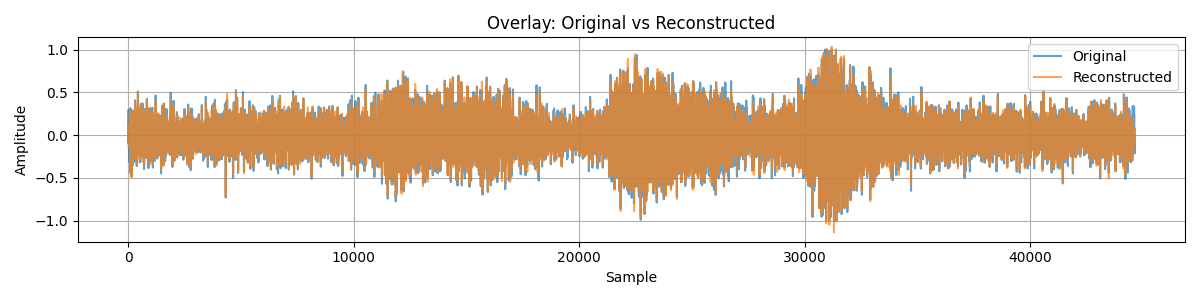 Overlay: Original vs Reconstructed
Original
Reconstructed
Amplitude
1.0
0.5
0.0
−0.5
−1.0
0
10000
20000
30000
40000
Sample